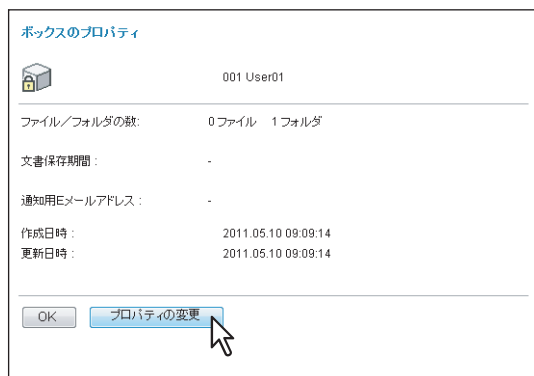 ボックスのプロパティ
001 User01
ファイル／フォルダの数: 0ファイル 1フォルダ
文書保存期間 : -
通知用Eメールアドレス : -
作成日時 : 2011.05.10 09:09:14
更新日時 : 2011.05.10 09:09:14
OK プロパティの変更